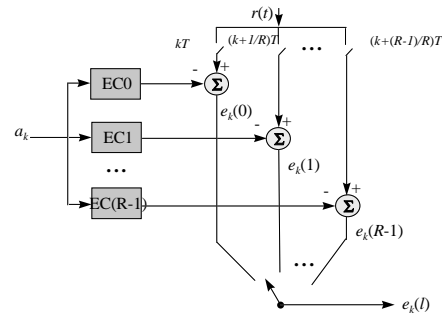 r(t)
kT (k+1/R)T ... (k+(R-1)/R)T
- + 
EC0 Σ
e_k(0)
a_k EC1 - + Σ
... e_k(1)
EC(R-1) - + Σ
e_k(R-1)
...
e_k(l)